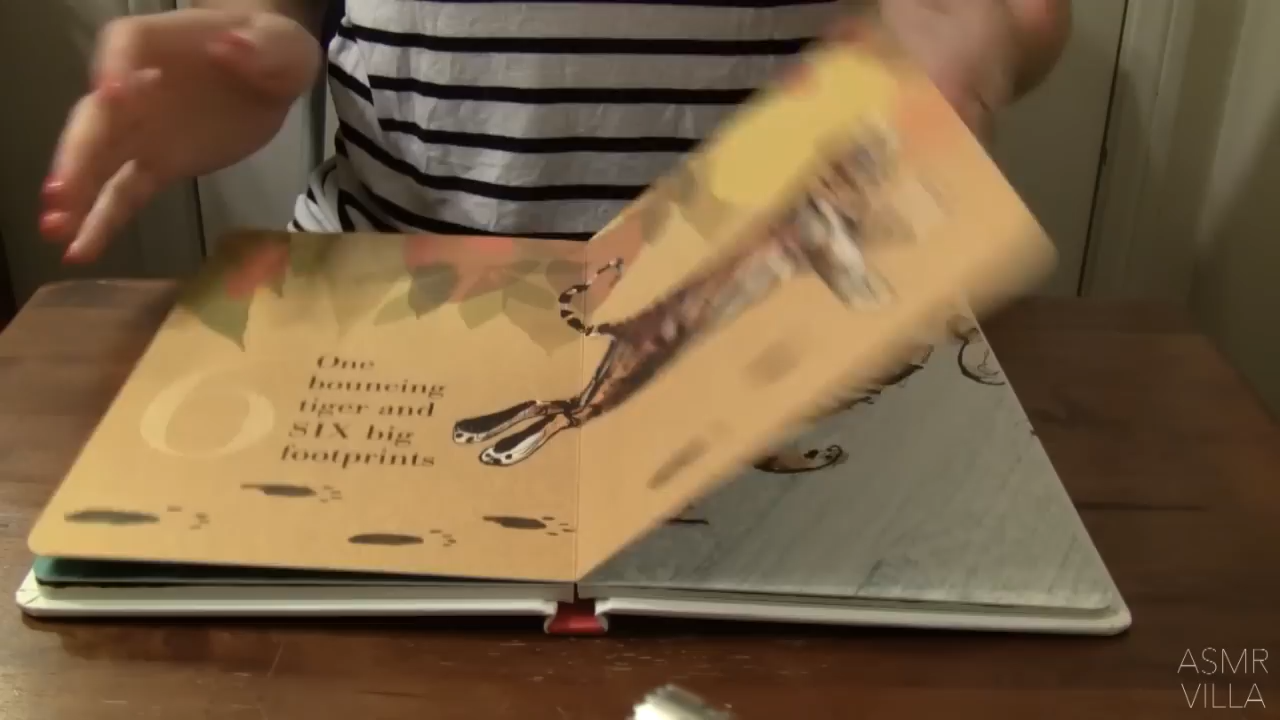 One
bouncing
tiger and
SIX big
footprints
ASMR
VILLA